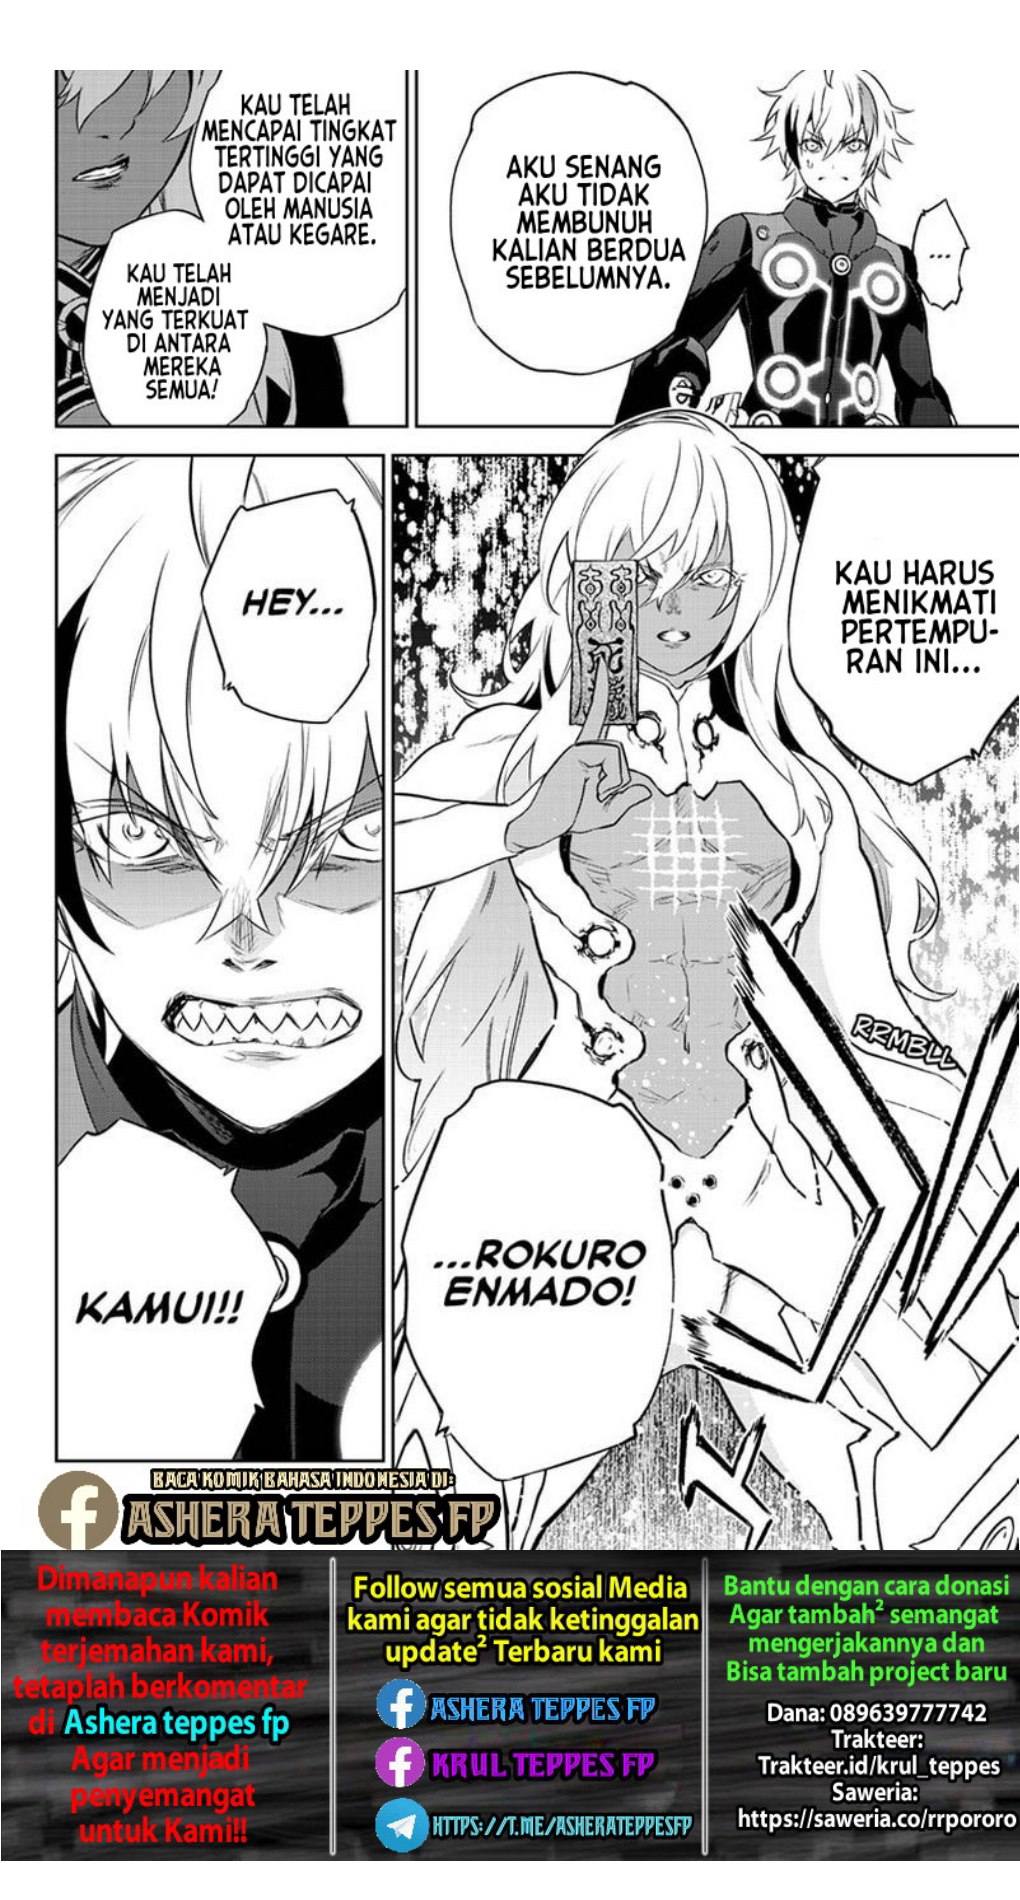 AKU SENANG
AKU TIDAK
MEMBUNUH
KALIAN BERDUA
SEBELUMNYA.
...
KAU TELAH
MENCAPAI TINGKAT
TERTINGGI YANG
DAPAT DICAPAI
OLEH MANUSIA
ATAU KEGARE.
KAU TELAH
MENJADI
YANG TERKUAT
DI ANTARA
MEREKA
SEMUA!
KAU HARUS
MENIKMATI
PERTEMPU-
RAN INI...
RRMBLL
...ROKURO
ENMADO!
HEY...
KAMUI!!
BACA KOMIK BAHASA INDONESIA DI:
ASHERA TEPPES FP
Dimanapun kalian
membaca Komik
terjemahan kami,
tetaplah berkomentar
di Ashera teppes fp
Agar menjadi
penyemangat
untuk Kami!!
Follow semua sosial Media
kami agar tidak ketinggalan
update² Terbaru kami
ASHERA TEPPES FP
KRUL TEPPES FP
HTTPS://T.ME/ASHERATEPPESFP
Bantu dengan cara donasi
Agar tambah² semangat
mengerjakannya dan
Bisa tambah project baru
Dana: 089639777742
Trakteer:
Trakteer.id/krul_teppes
Saweria:
https://saweria.co/rrpororo